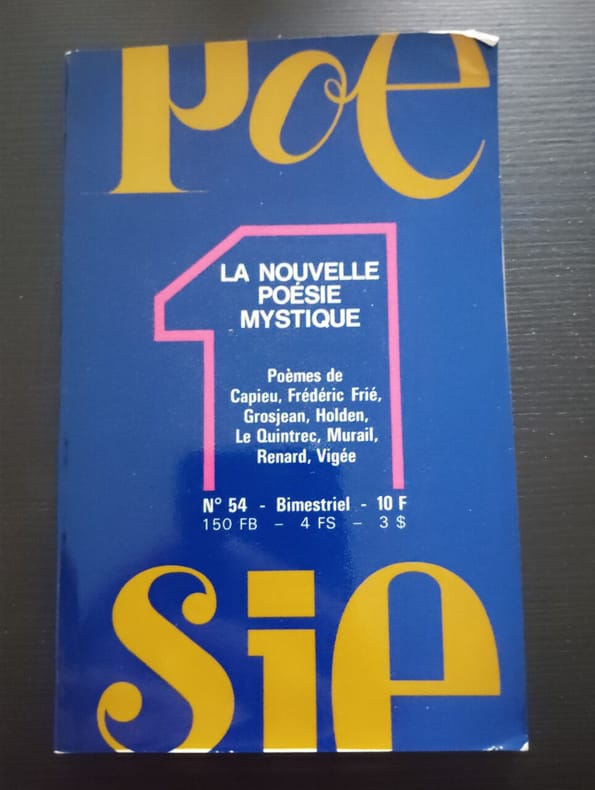 poe
1
LA NOUVELLE
POÉSIE
MYSTIQUE
Poèmes de
Capieu, Frédéric Frié,
Grosjean, Holden,
Le Quintrec, Murail,
Renard, Vigée
N° 54 - Bimestriel - 10 F
150 FB - 4 FS - 3 $
sie